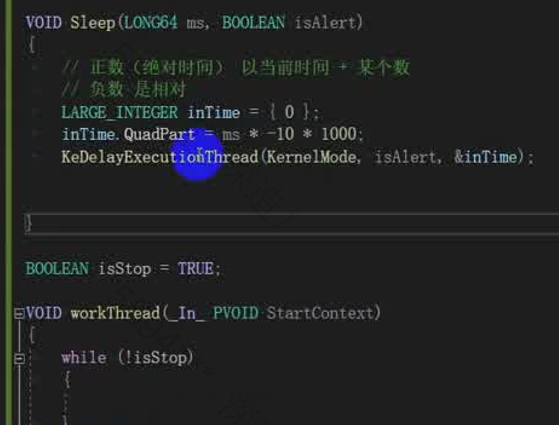 VOID Sleep(LONG64 ms, BOOLEAN isAlert)
{
// 正数（绝对时间） 以当前时间 + 某个数
// 负数 是相对
LARGE_INTEGER inTime = { 0 };
inTime.QuadPart = ms * -10 * 1000;
KeDelayExecutionThread(KernelMode, isAlert, &inTime);
}
BOOLEAN isStop = TRUE;
VOID workThread(_In_ PVOID StartContext)
{
while (!isStop)
{
}